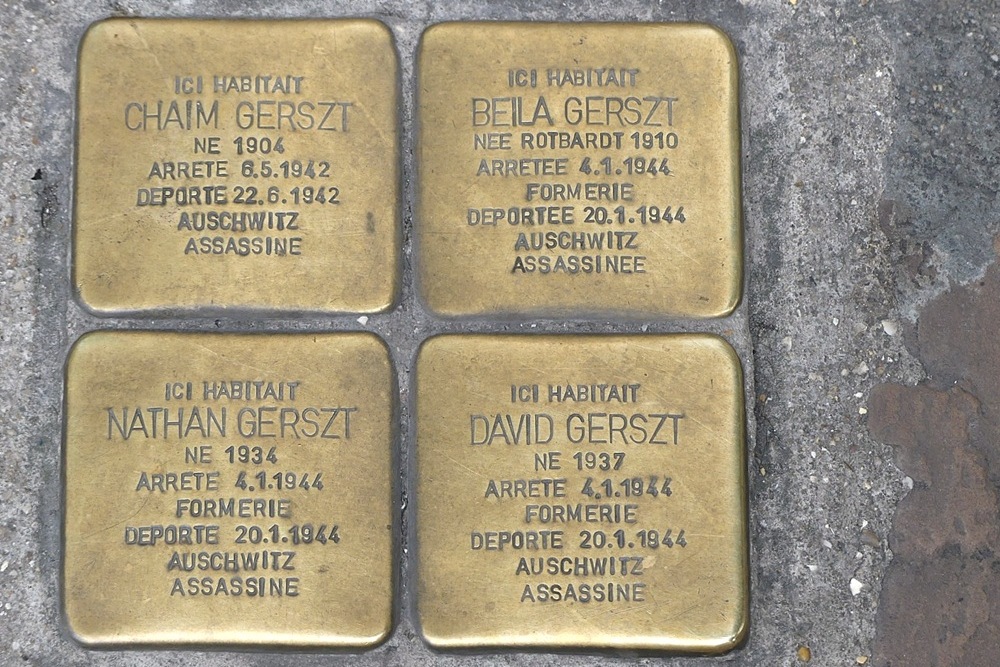 ICI HABITAIT
CHAIM GERSZT
NE 1904
ARRETE 6.5.1942
DEPORTE 22.6.1942
AUSCHWITZ
ASSASSINE
ICI HABITAIT
BEILA GERSZT
NEE ROTBARDT 1910
ARRETEE 4.1.1944
FORMERIE
DEPORTEE 20.1.1944
AUSCHWITZ
ASSASSINEE
ICI HABITAIT
NATHAN GERSZT
NE 1934
ARRETE 4.1.1944
FORMERIE
DEPORTE 20.1.1944
AUSCHWITZ
ASSASSINE
ICI HABITAIT
DAVID GERSZT
NE 1937
ARRETE 4.1.1944
FORMERIE
DEPORTE 20.1.1944
AUSCHWITZ
ASSASSINE